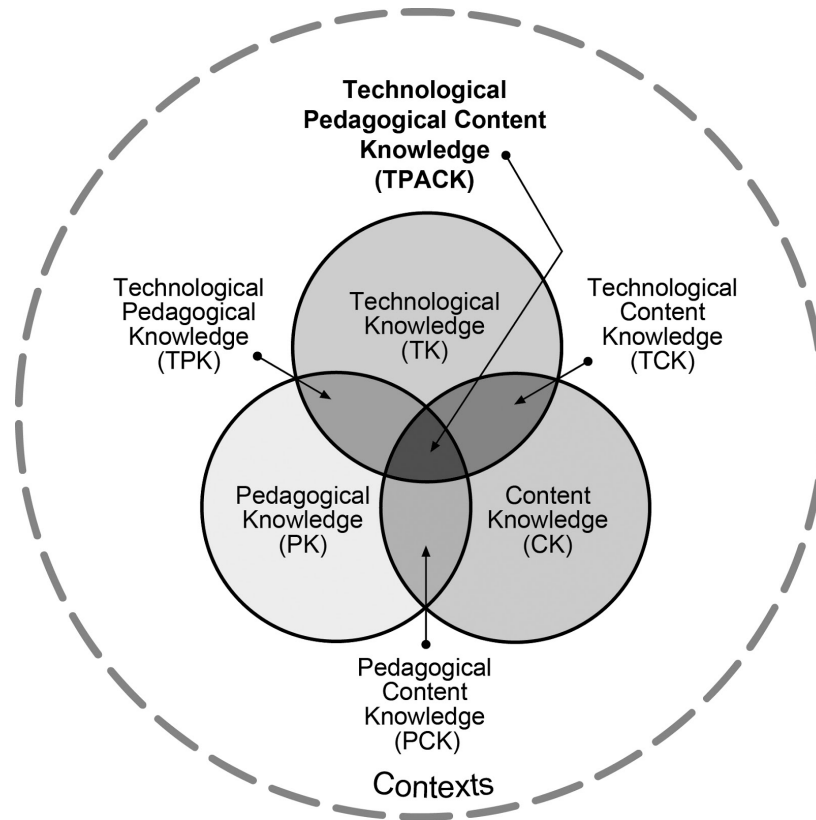 Technological
Pedagogical Content
Knowledge
(TPACK)
Technological
Pedagogical
Knowledge
(TPK)
Technological
Knowledge
(TK)
Technological
Content
Knowledge
(TCK)
Pedagogical
Knowledge
(PK)
Content
Knowledge
(CK)
Pedagogical
Content
Knowledge
(PCK)
Contexts